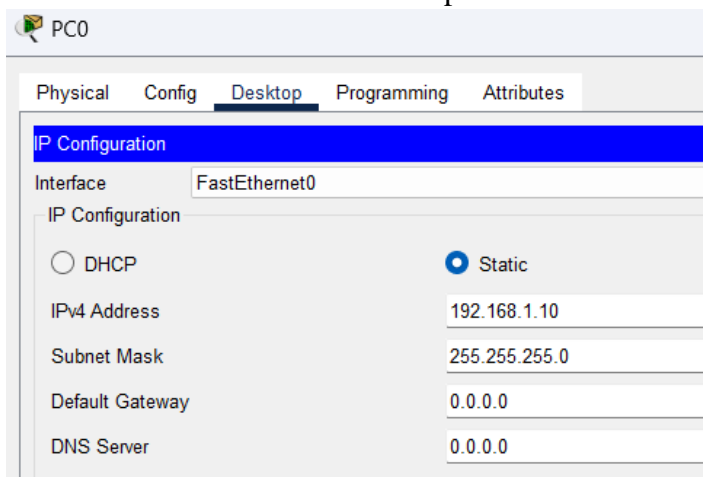 PC0
Physical Config Desktop Programming Attributes
IP Configuration
Interface FastEthernet0
IP Configuration
DHCP Static
IPv4 Address 192.168.1.10
Subnet Mask 255.255.255.0
Default Gateway 0.0.0.0
DNS Server 0.0.0.0